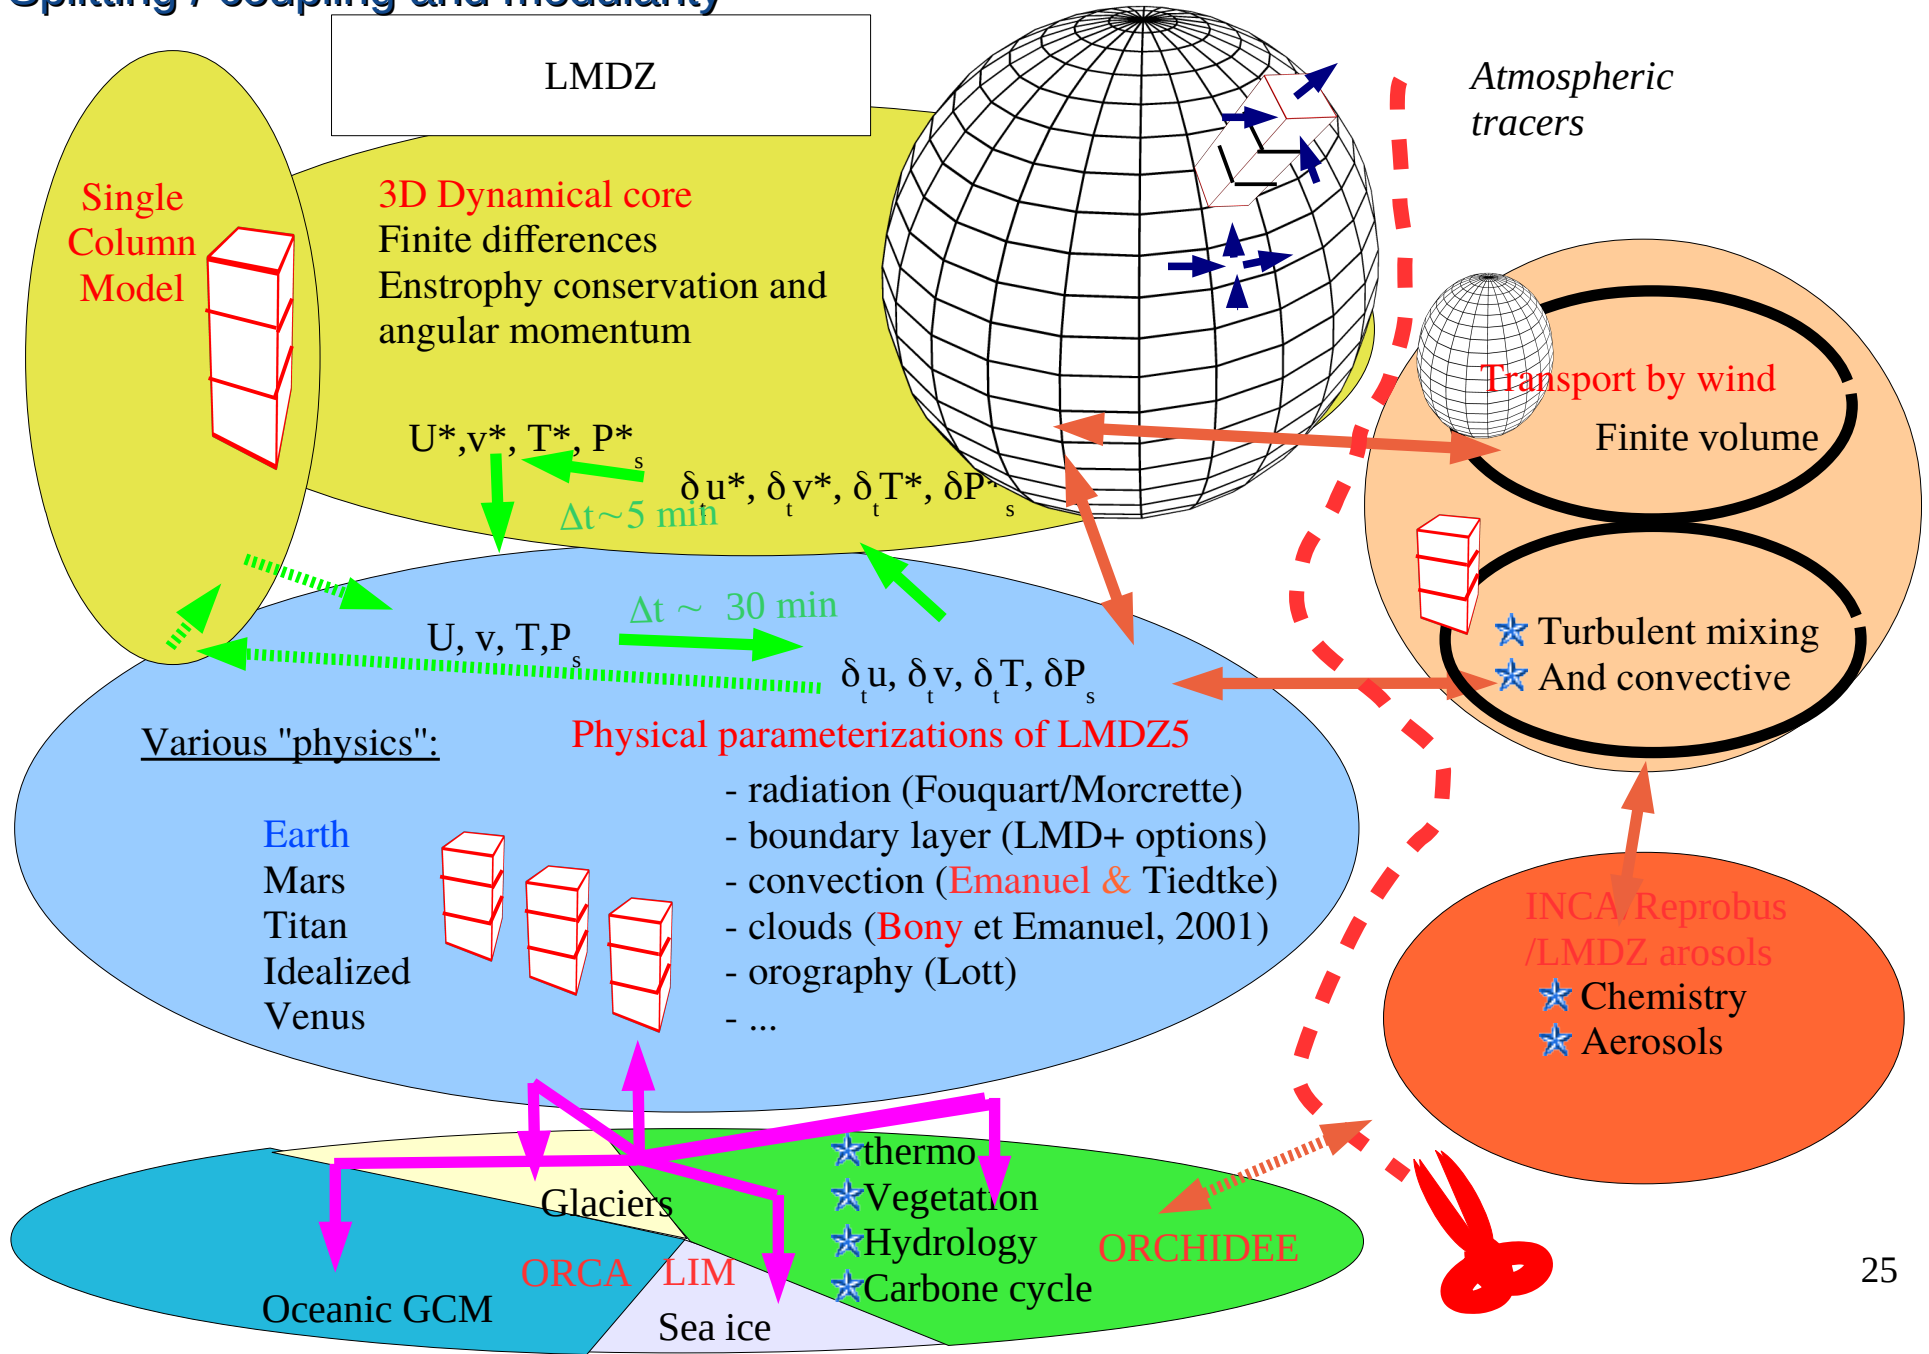 Splitting / coupling and modularity
LMDZ
Atmospheric
tracers
Single
Column
Model
3D Dynamical core
Finite differences
Enstrophy conservation and
angular momentum
U*,v*, T*, P*s
δtu*, δtv*, δtT*, δP*s
Δt~5 min
Transport by wind
Finite volume
Turbulent mixing
And convective
U, v, T,Ps
Δt ~ 30 min
δtu, δtv, δtT, δPs
Various "physics":
Earth
Mars
Titan
Idealized
Venus
Physical parameterizations of LMDZ5
- radiation (Fouquart/Morcrette)
- boundary layer (LMD+ options)
- convection (Emanuel & Tiedtke)
- clouds (Bony et Emanuel, 2001)
- orography (Lott)
- ...
INCA/Reprobus
/LMDZ arosols
Chemistry
Aerosols
Glaciers
thermo
Vegetation
Hydrology
Carbone cycle
ORCHIDEE
ORCA
LIM
Oceanic GCM
Sea ice
25